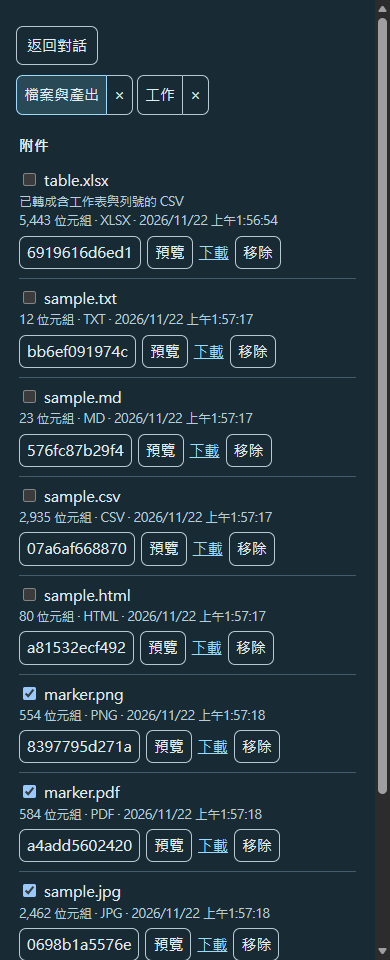 返回對話
檔案與產出 × 工作 ×
附件
table.xlsx
已轉成含工作表與列號的 CSV
5,443 位元組 · XLSX · 2026/11/22 上午1:56:54
6919616d6ed1 預覽 下載 移除
sample.txt
12 位元組 · TXT · 2026/11/22 上午1:57:17
bb6ef091974c 預覽 下載 移除
sample.md
23 位元組 · MD · 2026/11/22 上午1:57:17
576fc87b29f4 預覽 下載 移除
sample.csv
2,935 位元組 · CSV · 2026/11/22 上午1:57:17
07a6af668870 預覽 下載 移除
sample.html
80 位元組 · HTML · 2026/11/22 上午1:57:17
a81532ecf492 預覽 下載 移除
marker.png
554 位元組 · PNG · 2026/11/22 上午1:57:18
8397795d271a 預覽 下載 移除
marker.pdf
584 位元組 · PDF · 2026/11/22 上午1:57:18
a4add5602420 預覽 下載 移除
sample.jpg
2,462 位元組 · JPG · 2026/11/22 上午1:57:18
0698b1a5576e 預覽 下載 移除